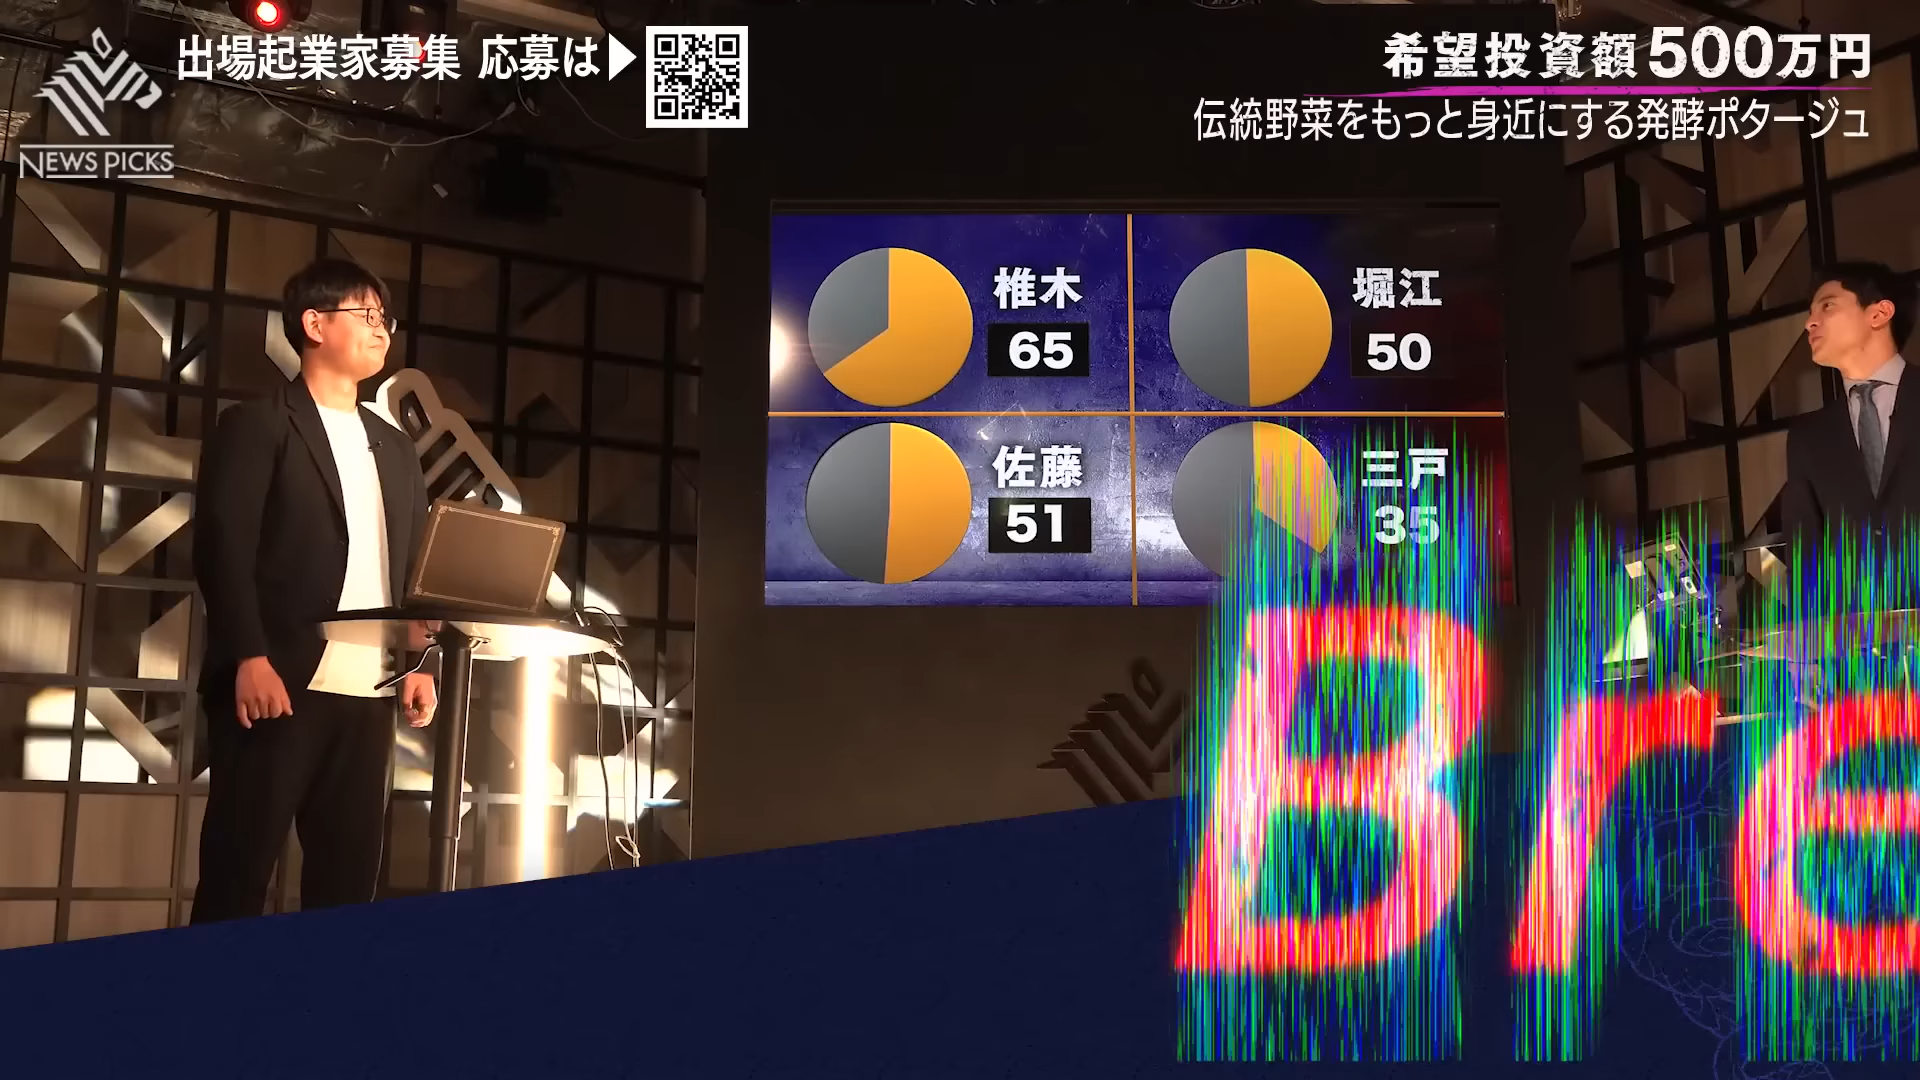 出場起業家募集 応募は
NEWS PICKS
希望投資額500万円
伝統野菜をもっと身近にする発酵ポタージュ
椎木
65
堀江
50
佐藤
51
三戸
35
Bre